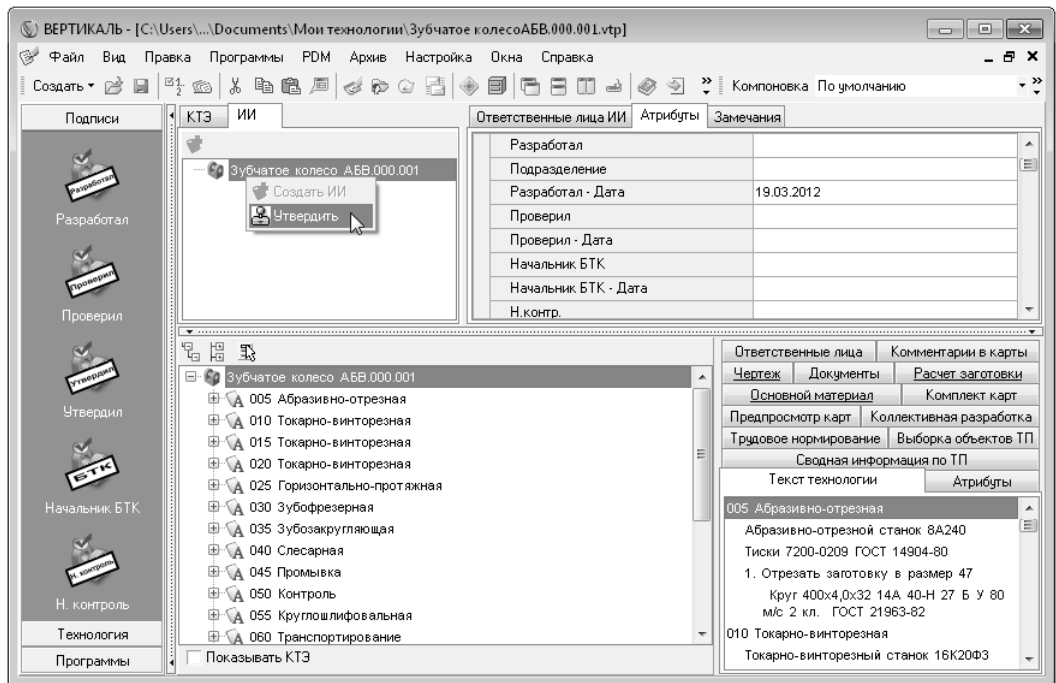 ВЕРТИКАЛЬ - [C:\Users\...\Documents\Мои технологии\Зубчатое колесоАБВ.000.001.vtp]
Файл Вид Правка Программы PDM Архив Настройка Окна Справка
Создать Компоновка По умолчанию
Подписи
Разработал
Разработал
Проверил
Проверил
Утвердил
Утвердил
БТК
Начальник БТК
Н. контроль
Н. контроль
Технология
Программы
КТЭ ИИ
Зубчатое колесо АБВ.000.001
Создать ИИ
Утвердить
Ответственные лица ИИ Атрибуты Замечания
Разработал
Подразделение
Разработал - Дата 19.03.2012
Проверил
Проверил - Дата
Начальник БТК
Начальник БТК - Дата
Н.контр.
Зубчатое колесо АБВ.000.001
005 Абразивно-отрезная
010 Токарно-винторезная
015 Токарно-винторезная
020 Токарно-винторезная
025 Горизонтально-протяжная
030 Зубофрезерная
035 Зубозакругляющая
040 Слесарная
045 Промывка
050 Контроль
055 Круглошлифовальная
060 Транспортирование
Показывать КТЭ
Ответственные лица Комментарии в карты
Чертеж Документы Расчет заготовки
Основной материал Комплект карт
Предпросмотр карт Коллективная разработка
Трудовое нормирование Выборка объектов ТП
Сводная информация по ТП
Текст технологии Атрибуты
005 Абразивно-отрезная
Абразивно-отрезной станок 8А240
Тиски 7200-0209 ГОСТ 14904-80
1. Отрезать заготовку в размер 47
Круг 400х4,0х32 14А 40-Н 27 Б У 80
м/с 2 кл. ГОСТ 21963-82
010 Токарно-винторезная
Токарно-винторезный станок 16К20Ф3